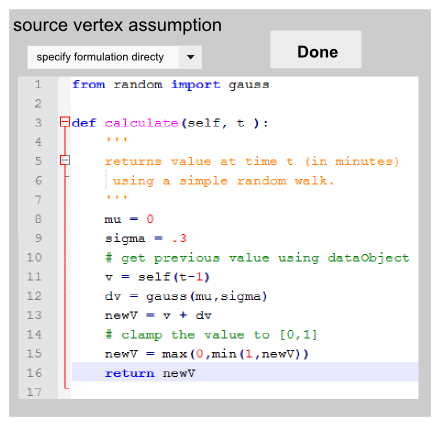 source vertex assumption
specify formulation directy
Done
1 from random import gauss
2
3 def calculate(self, t ):
4 '''
5 returns value at time t (in minutes)
6 using a simple random walk.
7 '''
8 mu = 0
9 sigma = .3
10 # get previous value using dataObject
11 v = self(t-1)
12 dv = gauss(mu,sigma)
13 newV = v + dv
14 # clamp the value to [0,1]
15 newV = max(0,min(1,newV))
16 return newV
17